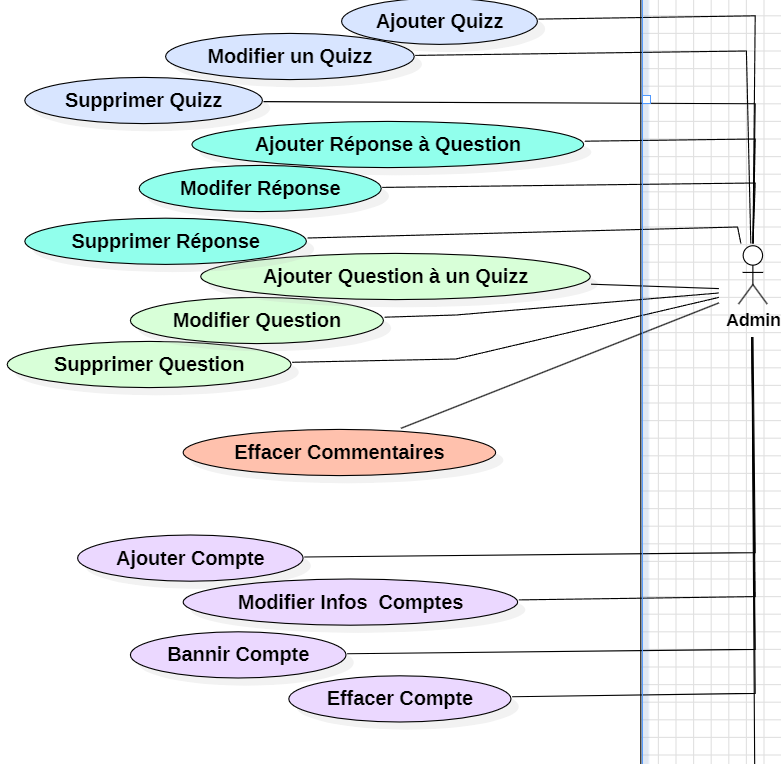 Ajouter Quizz
Modifier un Quizz
Supprimer Quizz
Ajouter Réponse à Question
Modifer Réponse
Supprimer Réponse
Ajouter Question à un Quizz
Modifier Question
Admin
Supprimer Question
Effacer Commentaires
Ajouter Compte
Modifier Infos  Comptes
Bannir Compte
Effacer Compte